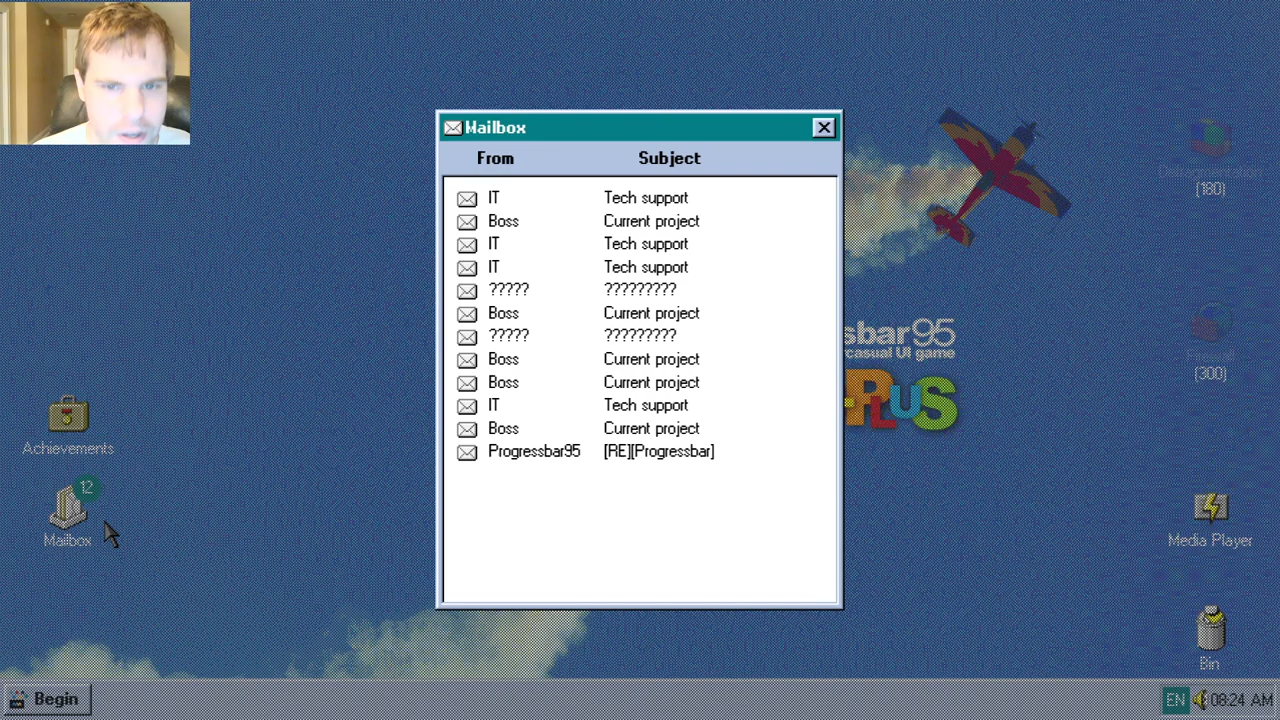 Mailbox
From Subject
IT Tech support
Boss Current project
IT Tech support
IT Tech support
????? ?????????
Boss Current project
????? ?????????
Boss Current project
Boss Current project
IT Tech support
Boss Current project
Progressbar95 [RE][Progressbar]
(180)
sbar95
casual UI game
PLUS
(300)
Achievements
12
Mailbox
Media Player
Bin
Begin
EN 08:24 AM